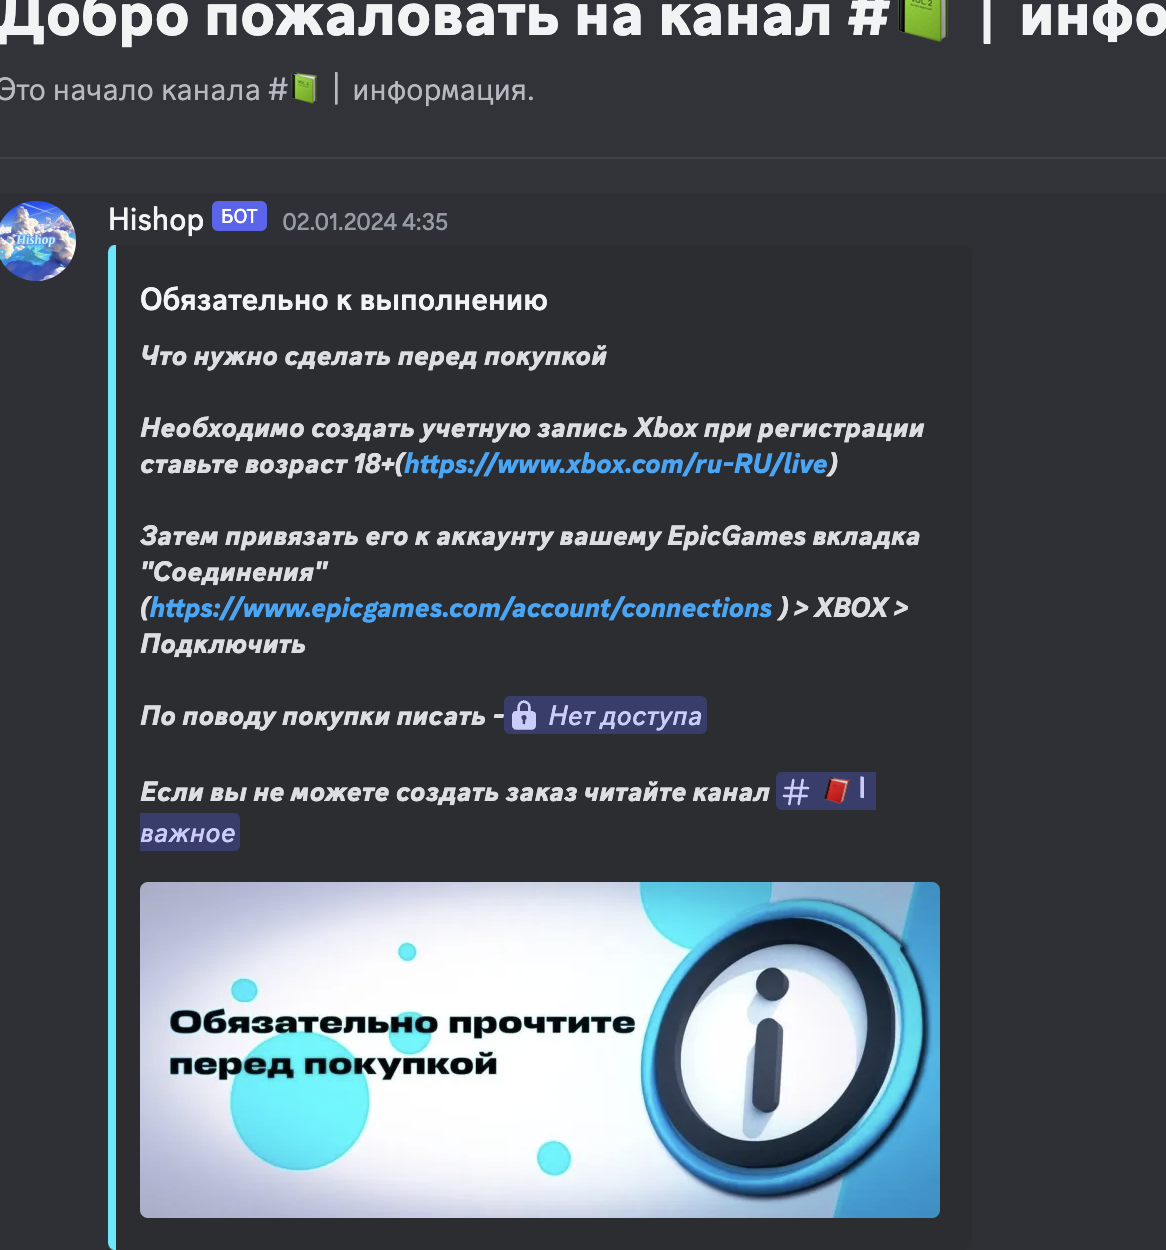 Добро пожаловать на канал #📗 | инфо
Это начало канала #📗 | информация.
Hishop БОТ 02.01.2024 4:35
Hishop
Обязательно к выполнению
Что нужно сделать перед покупкой
Необходимо создать учетную запись Xbox при регистрации
ставьте возраст 18+(https://www.xbox.com/ru-RU/live)
Затем привязать его к аккаунту вашему EpicGames вкладка
"Соединения"
(https://www.epicgames.com/account/connections ) > XBOX >
Подключить
По поводу покупки писать -🔒 Нет доступа
Если вы не можете создать заказ читайте канал # 📕 |
важное
Обязательно прочтите
перед покупкой